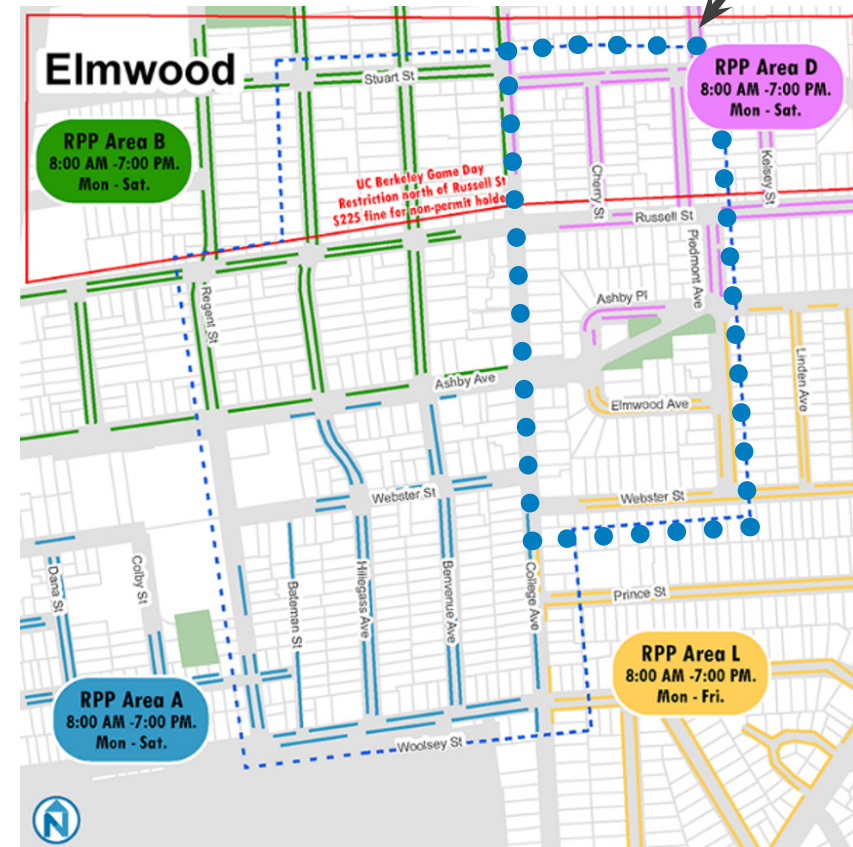 Elmwood
RPP Area B
8:00 AM -7:00 PM.
Mon - Sat.
Stuart St
RPP Area D
8:00 AM -7:00 PM.
Mon - Sat.
UC Berkeley Game Day
Restriction north of Russell St
$225 fine for non-permit holde
Cherry St
Kelsey St
Russell St
Piedmont Ave
Regent St
Ashby Pl
Ashby Ave
Elmwood Ave
Linden Ave
Webster St
Webster St
Dana St
Colby St
Bateman St
Hillegass Ave
Benvenue Ave
College Ave
Prince St
RPP Area L
8:00 AM -7:00 PM.
Mon - Fri.
RPP Area A
8:00 AM -7:00 PM.
Mon - Sat.
Woolsey St
N